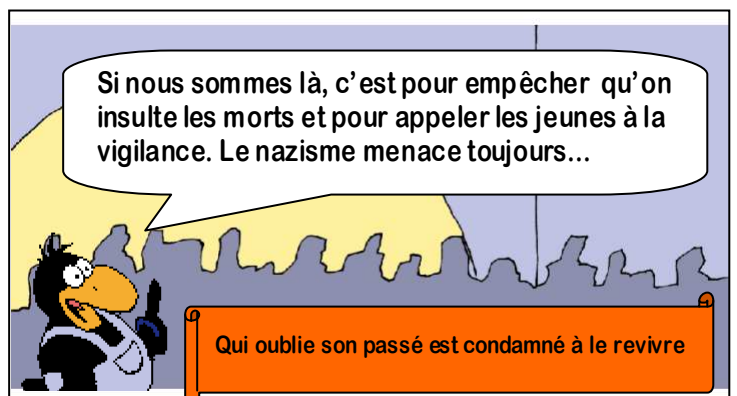 Si nous sommes là, c'est pour empêcher qu'on
insulte les morts et pour appeler les jeunes à la
vigilance. Le nazisme menace toujours...
Qui oublie son passé est condamné à le revivre